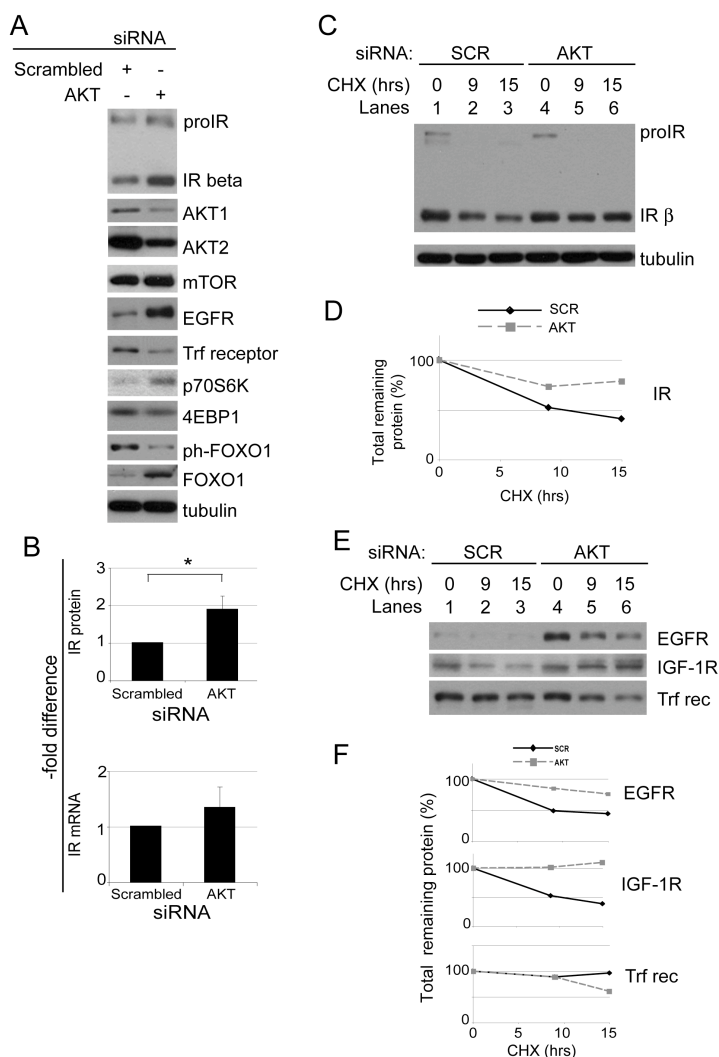 A
siRNA
Scrambled + -
AKT - +
proIR
IR beta
AKT1
AKT2
mTOR
EGFR
Trf receptor
p70S6K
4EBP1
ph-FOXO1
FOXO1
tubulin
B
-fold difference
IR protein
3
2
1
0
*
Scrambled AKT
siRNA
IR mRNA
2
1
0
Scrambled AKT
siRNA
C
siRNA: SCR AKT
CHX (hrs) 0 9 15 0 9 15
Lanes 1 2 3 4 5 6
proIR
IR β
tubulin
D
SCR
AKT
Total remaining
protein (%)
100
0
IR
0 5 10 15
CHX (hrs)
E
siRNA: SCR AKT
CHX (hrs) 0 9 15 0 9 15
Lanes 1 2 3 4 5 6
EGFR
IGF-1R
Trf rec
F
SCR
AKT
Total remaining protein (%)
100
0
EGFR
100
0
IGF-1R
100
0
Trf rec
0 5 10 15
CHX (hrs)